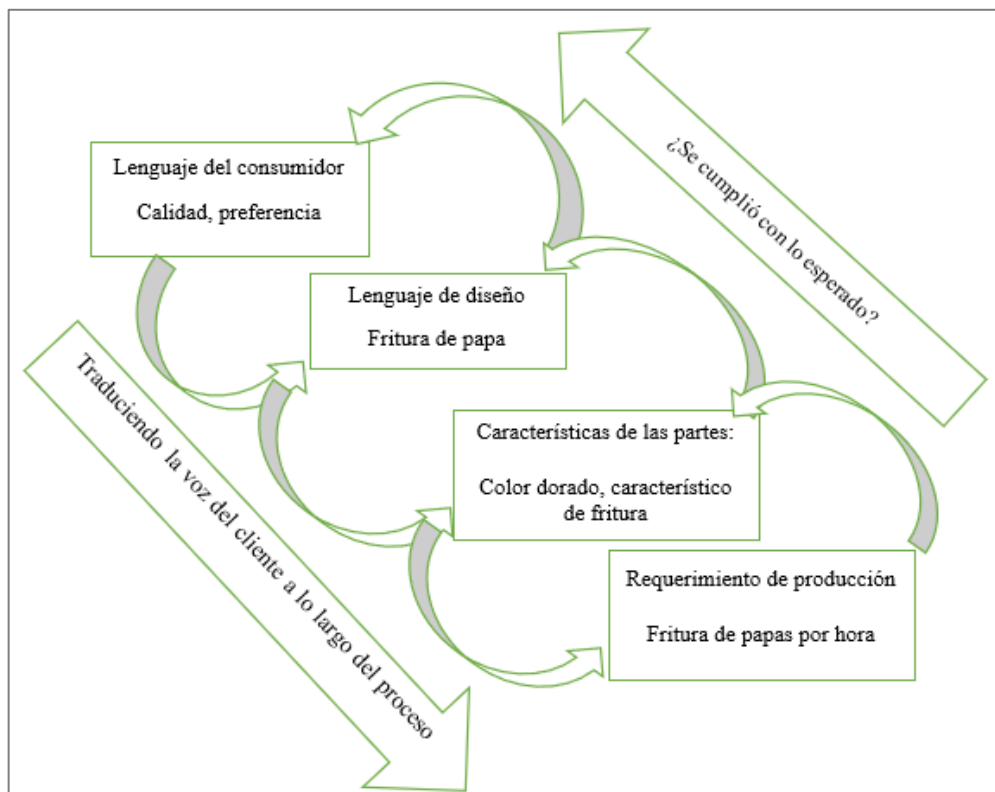 ¿Se cumplió con lo esperado?
Lenguaje del consumidor
Calidad, preferencia
Lenguaje de diseño
Fritura de papa
Características de las partes:
Color dorado, característico
de fritura
Requerimiento de producción
Fritura de papas por hora
Traduciendo la voz del cliente a lo largo del proceso